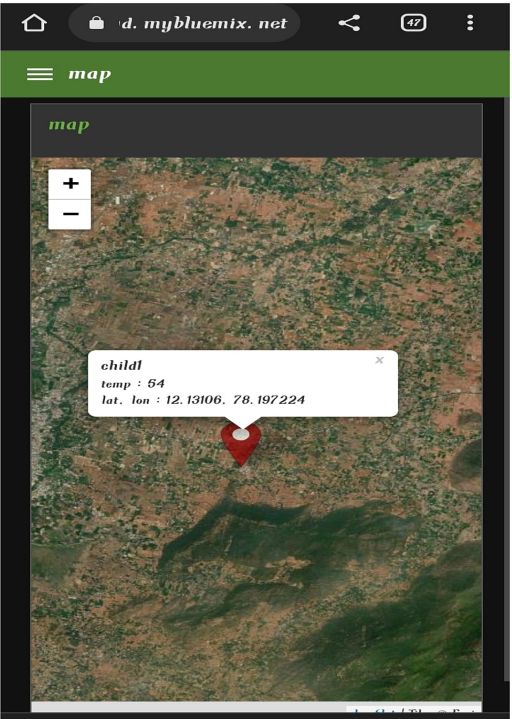 d. mybluemix. net
47
map
map
+
−
child1
×
temp : 54
lat, lon : 12.13106, 78.197224